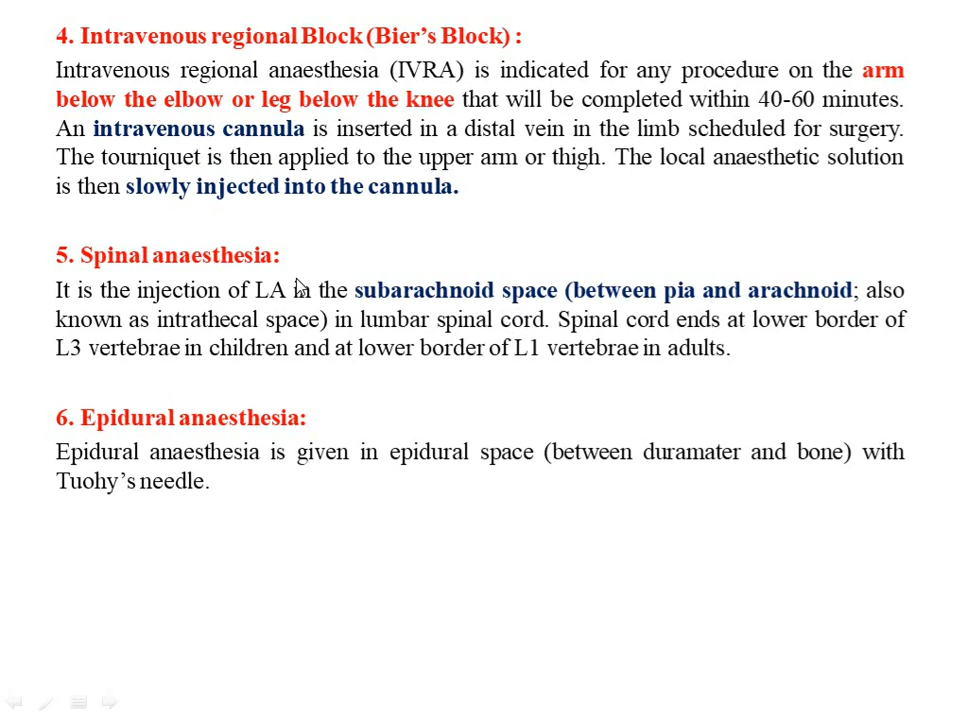 4. Intravenous regional Block (Bier's Block) :
Intravenous regional anaesthesia (IVRA) is indicated for any procedure on the arm
below the elbow or leg below the knee that will be completed within 40-60 minutes.
An intravenous cannula is inserted in a distal vein in the limb scheduled for surgery.
The tourniquet is then applied to the upper arm or thigh. The local anaesthetic solution
is then slowly injected into the cannula.
5. Spinal anaesthesia:
It is the injection of LA in the subarachnoid space (between pia and arachnoid; also
known as intrathecal space) in lumbar spinal cord. Spinal cord ends at lower border of
L3 vertebrae in children and at lower border of L1 vertebrae in adults.
6. Epidural anaesthesia:
Epidural anaesthesia is given in epidural space (between duramater and bone) with
Tuohy's needle.